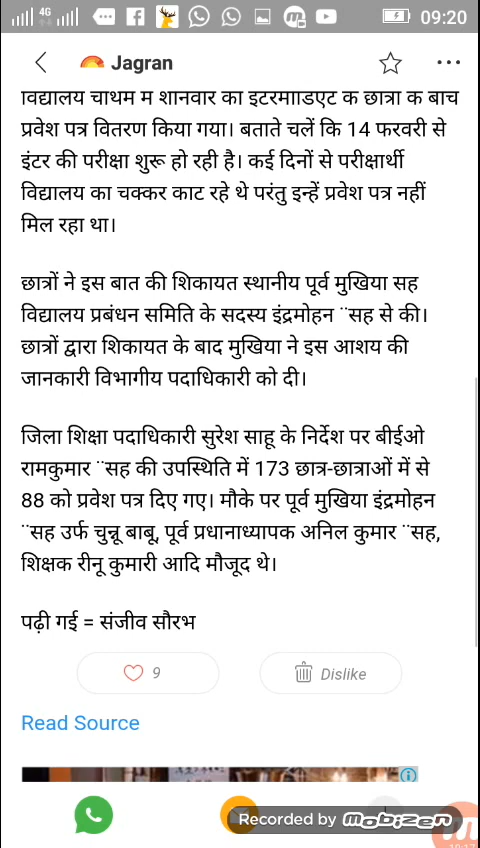 4G
09:20
Jagran
विद्यालय चौथम में शनिवार को इंटरमीडिएट के छात्रों के बीच
प्रवेश पत्र वितरण किया गया। बताते चलें कि 14 फरवरी से
इंटर की परीक्षा शुरू हो रही है। कई दिनों से परीक्षार्थी
विद्यालय का चक्कर काट रहे थे परंतु इन्हें प्रवेश पत्र नहीं
मिल रहा था।
छात्रों ने इस बात की शिकायत स्थानीय पूर्व मुखिया सह
विद्यालय प्रबंधन समिति के सदस्य इंद्रमोहन ¨सह से की।
छात्रों द्वारा शिकायत के बाद मुखिया ने इस आशय की
जानकारी विभागीय पदाधिकारी को दी।
जिला शिक्षा पदाधिकारी सुरेश साहू के निर्देश पर बीईओ
रामकुमार ¨सह की उपस्थिति में 173 छात्र-छात्राओं में से
88 को प्रवेश पत्र दिए गए। मौके पर पूर्व मुखिया इंद्रमोहन
¨सह उर्फ चुन्नू बाबू, पूर्व प्रधानाध्यापक अनिल कुमार ¨सह,
शिक्षक रीनू कुमारी आदि मौजूद थे।
पढ़ी गई = संजीव सौरभ
9
Dislike
Read Source
Recorded by mobizen